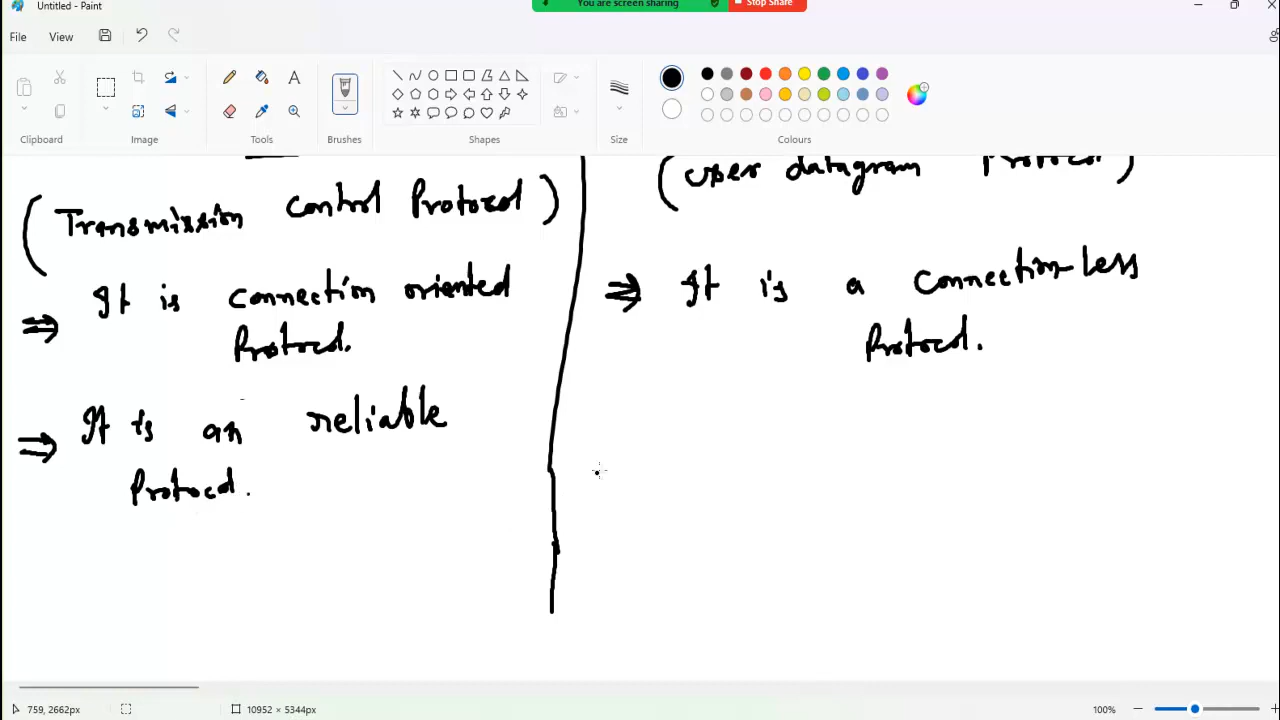 Untitled - Paint
You are screen sharing
Stop Share
File
View
Clipboard
Image
Tools
Brushes
Shapes
Size
Colours
(Transmission control Protocol)
⇒ It is connection oriented
Protocol.
⇒ It is an reliable
Protocol.
(User datagram Protocol)
⇒ It is a connection-less
Protocol.
759, 2662px
10952 × 5344px
100%